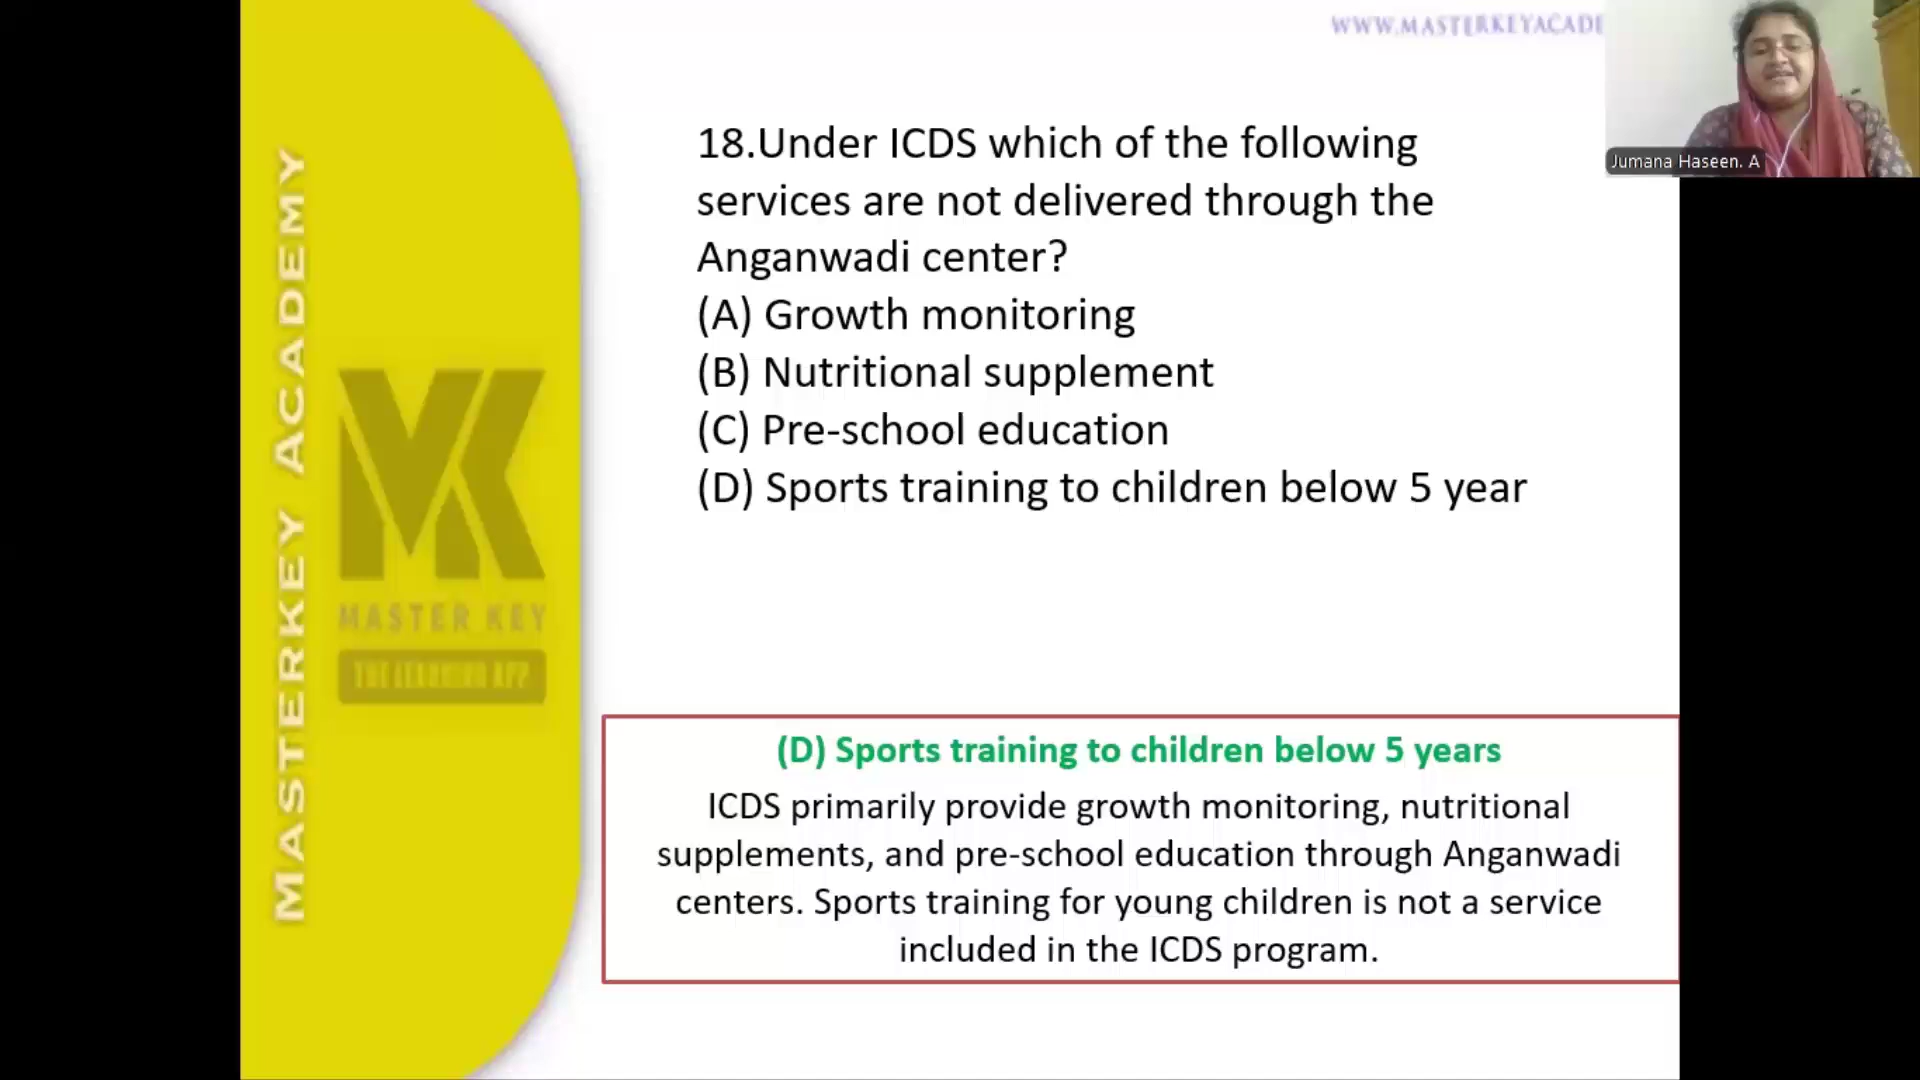 WWW.MASTERKEYACADE
Jumana Haseen. A
MASTERKEY ACADEMY
MASTER KEY
THE LEARNING APP
18.Under ICDS which of the following
services are not delivered through the
Anganwadi center?
(A) Growth monitoring
(B) Nutritional supplement
(C) Pre-school education
(D) Sports training to children below 5 year
(D) Sports training to children below 5 years
ICDS primarily provide growth monitoring, nutritional
supplements, and pre-school education through Anganwadi
centers. Sports training for young children is not a service
included in the ICDS program.